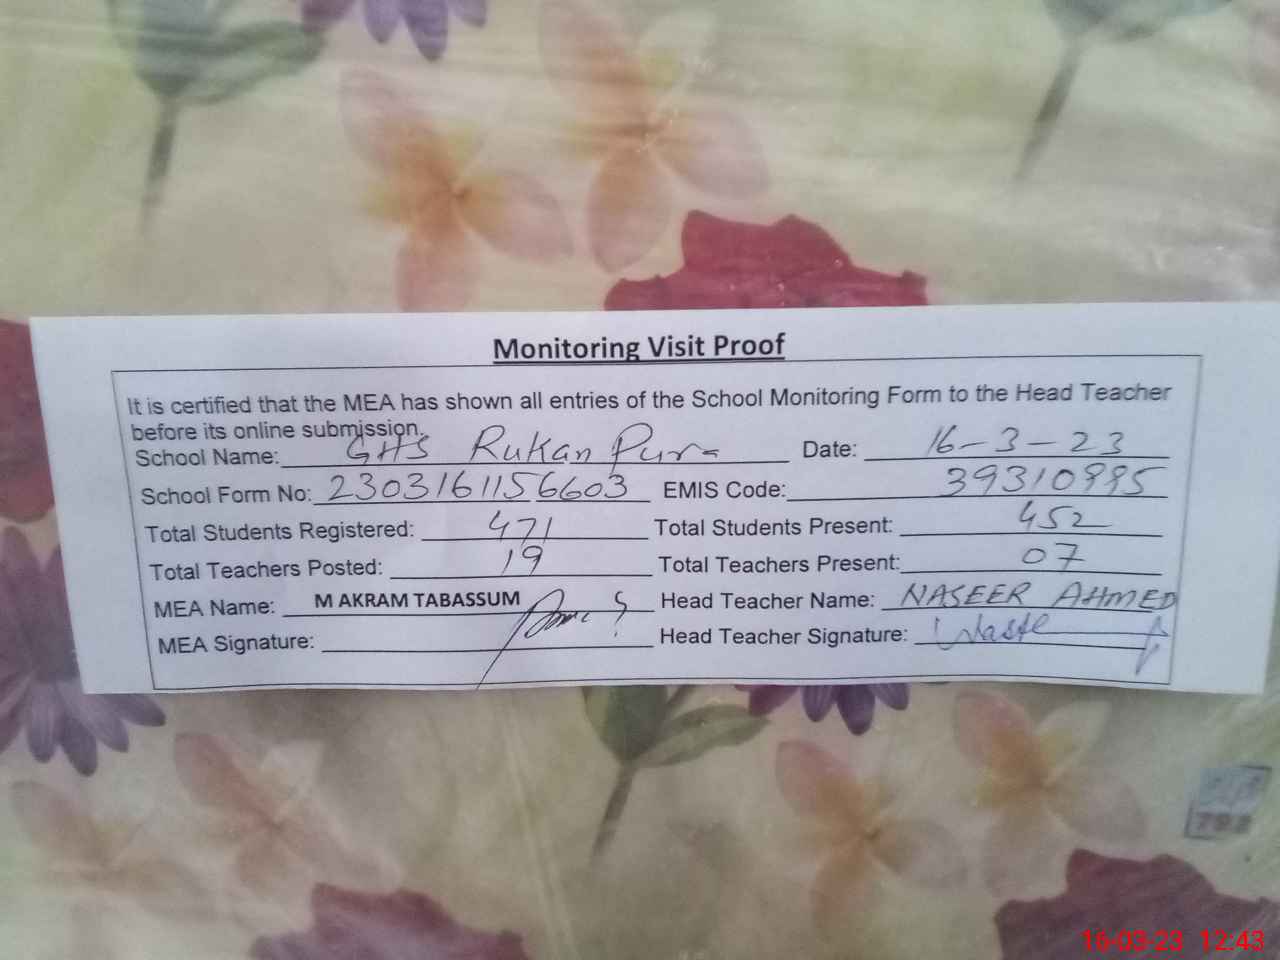 Monitoring Visit Proof
It is certified that the MEA has shown all entries of the School Monitoring Form to the Head Teacher
before its online submission.
School Name: GHS Rukan Pura Date: 16-3-23
School Form No: 2303161156603 EMIS Code: 39310995
Total Students Registered: 471 Total Students Present: 452
Total Teachers Posted: 19 Total Teachers Present: 07
MEA Name: M AKRAM TABASSUM Head Teacher Name: NASEER AHMED
MEA Signature: Head Teacher Signature:
792
16-03-23 12:43